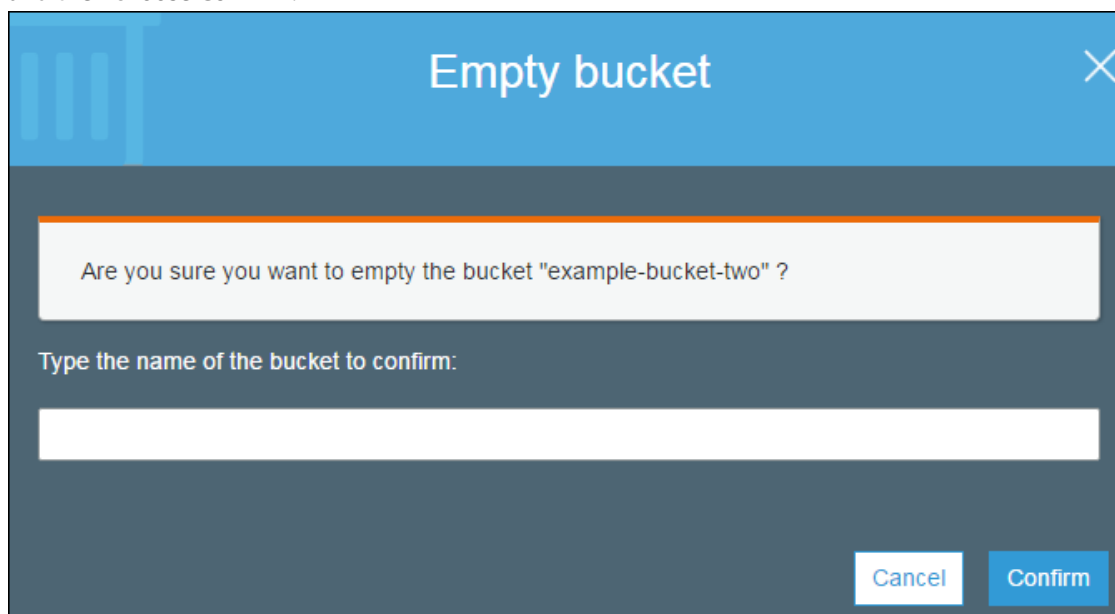 Empty bucket
Are you sure you want to empty the bucket "example-bucket-two" ?
Type the name of the bucket to confirm:
Cancel
Confirm